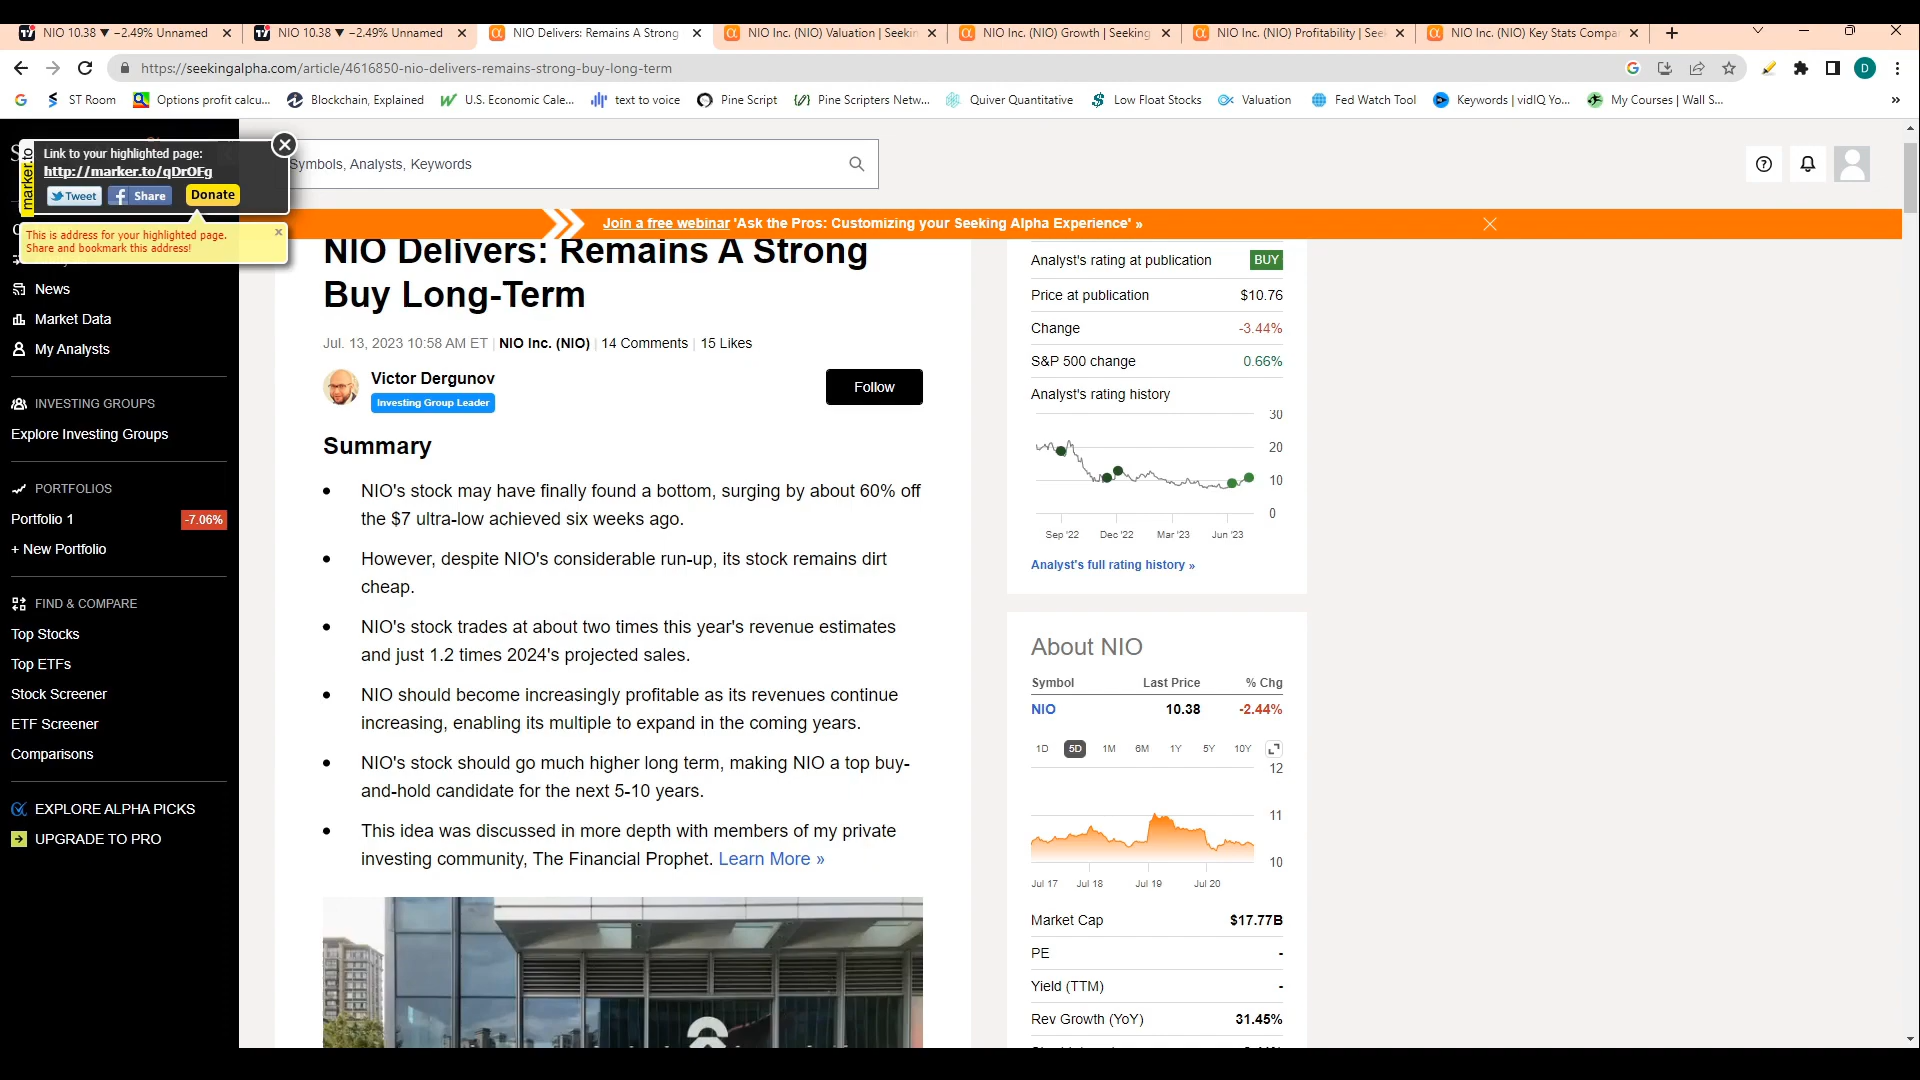 NIO 10.38 ▼ −2.49% Unnamed
NIO 10.38 ▼ −2.49% Unnamed
NIO Delivers: Remains A Strong
NIO Inc. (NIO) Valuation | Seekin
NIO Inc. (NIO) Growth | Seeking
NIO Inc. (NIO) Profitability | See
NIO Inc. (NIO) Key Stats Compar
https://seekingalpha.com/article/4616850-nio-delivers-remains-strong-buy-long-term
D
ST Room
Options profit calcu...
Blockchain, Explained
U.S. Economic Cale...
text to voice
Pine Script
Pine Scripters Netw...
Quiver Quantitative
Low Float Stocks
Valuation
Fed Watch Tool
Keywords | vidIQ Yo...
My Courses | Wall S...
»
marker.to
Link to your highlighted page:
http://marker.to/qDrOFg
Tweet
Share
Donate
This is address for your highlighted page.
Share and bookmark this address!
Symbols, Analysts, Keywords
Join a free webinar 'Ask the Pros: Customizing your Seeking Alpha Experience' »
News
Market Data
My Analysts
INVESTING GROUPS
Explore Investing Groups
PORTFOLIOS
Portfolio 1 -7.06%
+ New Portfolio
FIND & COMPARE
Top Stocks
Top ETFs
Stock Screener
ETF Screener
Comparisons
EXPLORE ALPHA PICKS
UPGRADE TO PRO
NIO Delivers: Remains A Strong
Buy Long-Term
Jul. 13, 2023 10:58 AM ET | NIO Inc. (NIO) | 14 Comments | 15 Likes
Victor Dergunov
Investing Group Leader
Follow
Summary
• NIO's stock may have finally found a bottom, surging by about 60% off
the $7 ultra-low achieved six weeks ago.
• However, despite NIO's considerable run-up, its stock remains dirt
cheap.
• NIO's stock trades at about two times this year's revenue estimates
and just 1.2 times 2024's projected sales.
• NIO should become increasingly profitable as its revenues continue
increasing, enabling its multiple to expand in the coming years.
• NIO's stock should go much higher long term, making NIO a top buy-
and-hold candidate for the next 5-10 years.
• This idea was discussed in more depth with members of my private
investing community, The Financial Prophet. Learn More »
Analyst's rating at publication BUY
Price at publication $10.76
Change -3.44%
S&P 500 change 0.66%
Analyst's rating history
30
20
10
0
Sep '22 Dec '22 Mar '23 Jun '23
Analyst's full rating history »
About NIO
Symbol Last Price % Chg
NIO 10.38 -2.44%
1D 5D 1M 6M 1Y 5Y 10Y
12
11
10
Jul 17 Jul 18 Jul 19 Jul 20
Market Cap $17.77B
PE -
Yield (TTM) -
Rev Growth (YoY) 31.45%